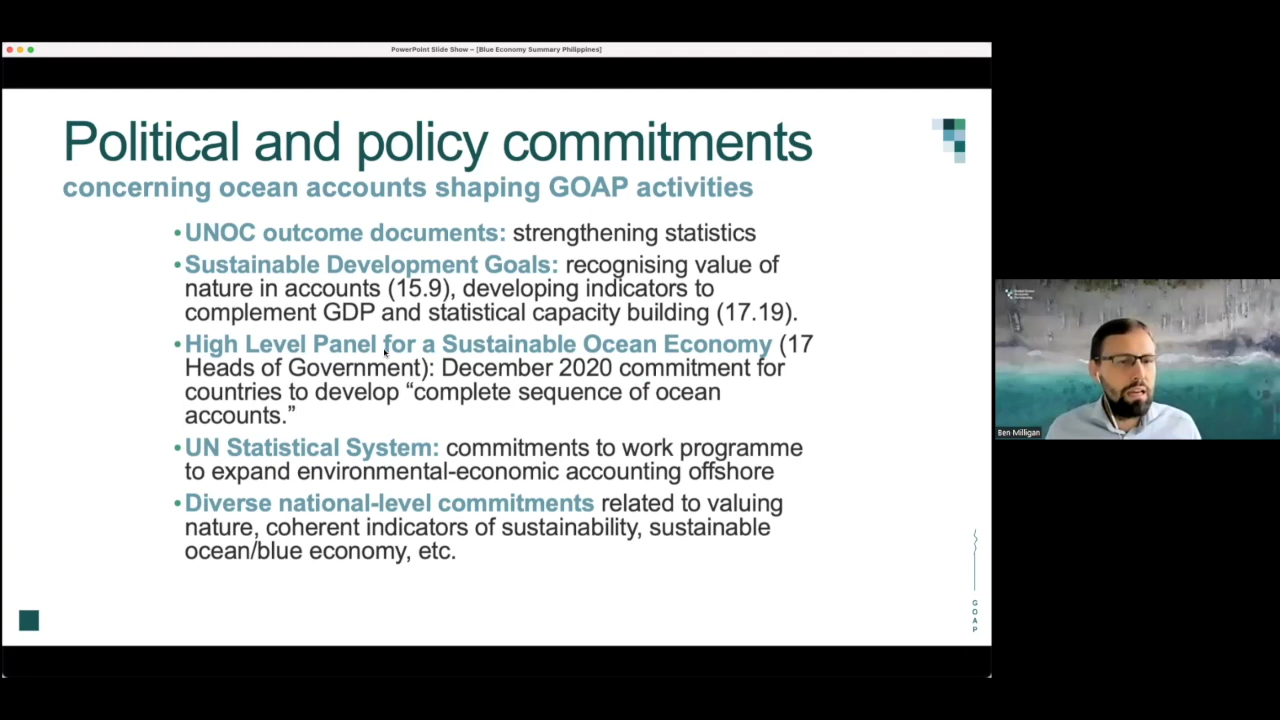 PowerPoint Slide Show – [Blue Economy Summary Philippines]
Political and policy commitments
concerning ocean accounts shaping GOAP activities
•UNOC outcome documents: strengthening statistics
•Sustainable Development Goals: recognising value of
nature in accounts (15.9), developing indicators to
complement GDP and statistical capacity building (17.19).
•High Level Panel for a Sustainable Ocean Economy (17
Heads of Government): December 2020 commitment for
countries to develop “complete sequence of ocean
accounts.”
•UN Statistical System: commitments to work programme
to expand environmental-economic accounting offshore
•Diverse national-level commitments related to valuing
nature, coherent indicators of sustainability, sustainable
ocean/blue economy, etc.
G
O
A
P
Ben Milligan